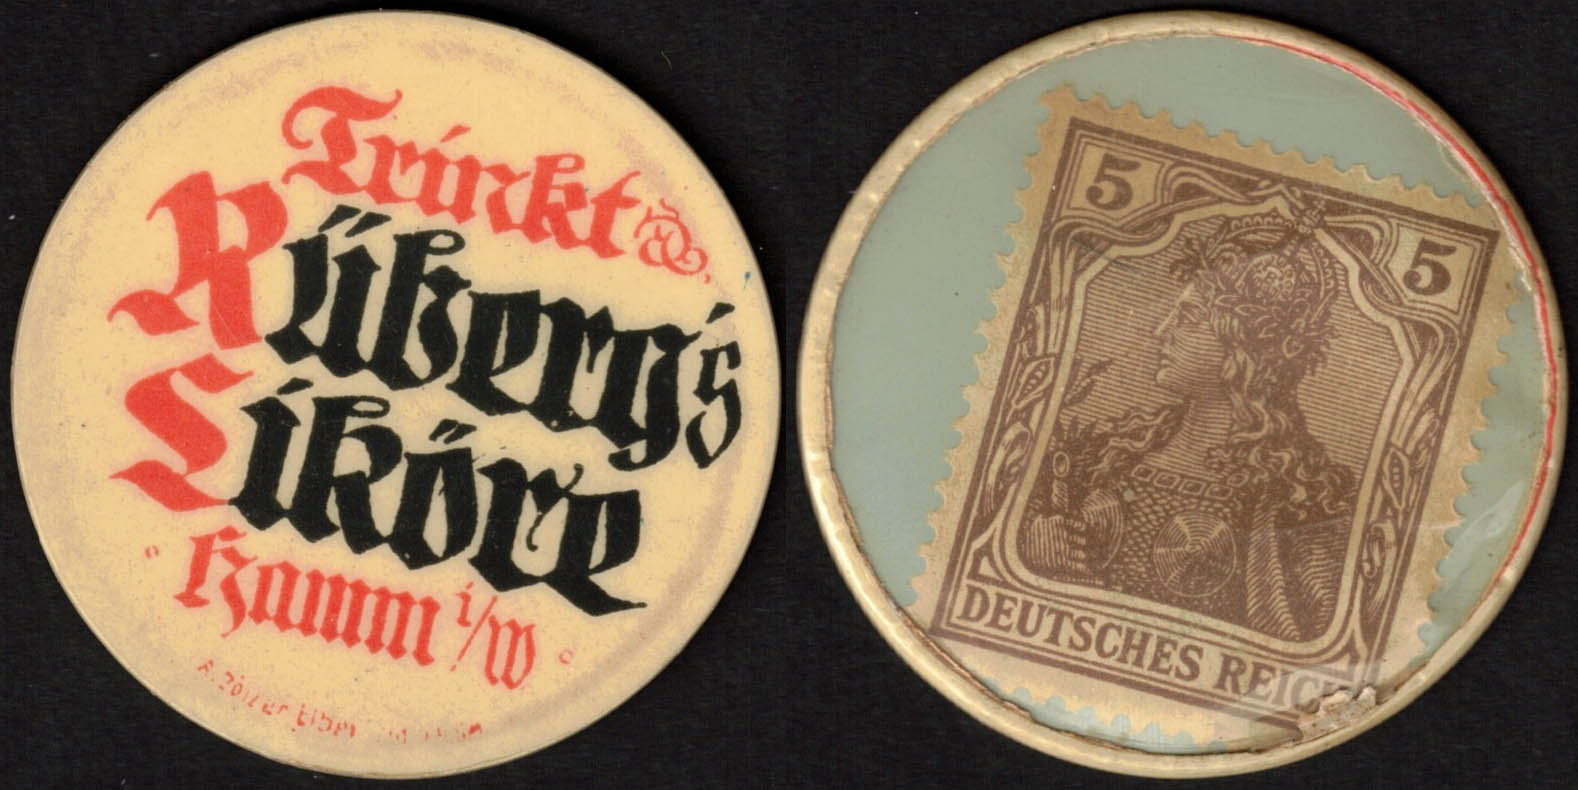 Trinkt
Rüberg's
Liköre
Hamm i/W
5
5
DEUTSCHES REICH